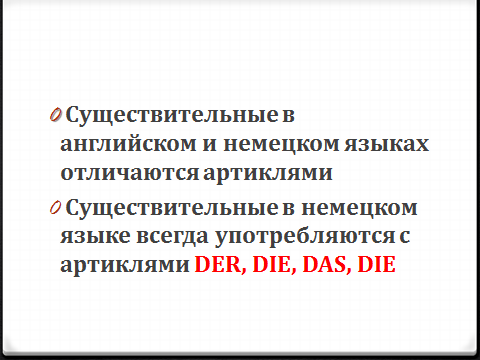 Существительные в
английском и немецком языках
отличаются артиклями
Существительные в немецком
языке всегда употребляются с
артиклями DER, DIE, DAS, DIE